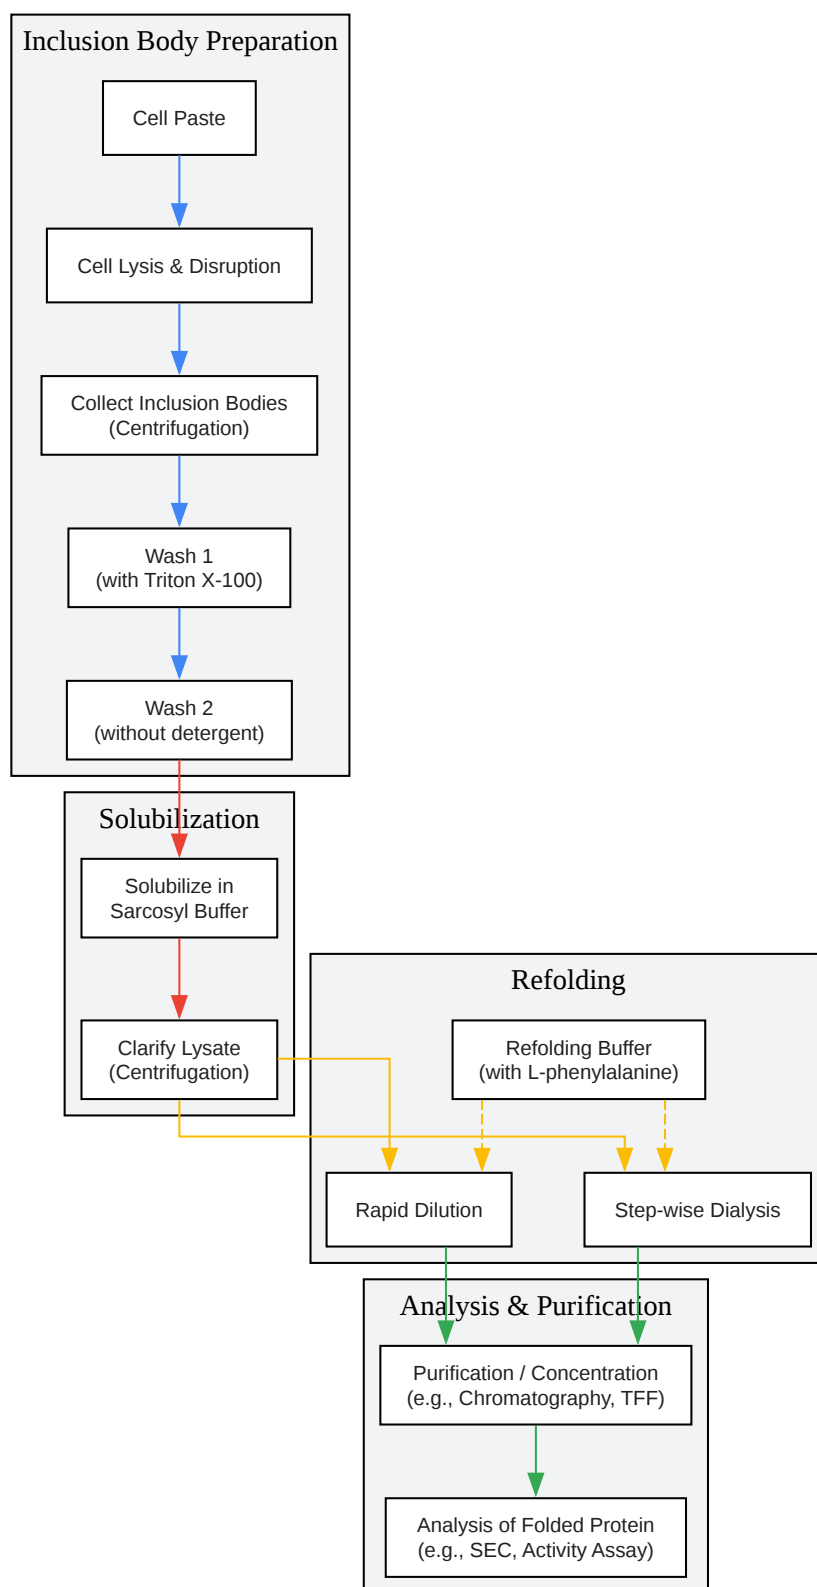 Inclusion Body Preparation
Cell Paste
Cell Lysis & Disruption
Collect Inclusion Bodies
(Centrifugation)
Wash 1
(with Triton X-100)
Wash 2
(without detergent)
Solubilization
Solubilize in
Sarcosyl Buffer
Clarify Lysate
(Centrifugation)
Refolding
Refolding Buffer
(with L-phenylalanine)
Rapid Dilution
Step-wise Dialysis
Analysis & Purification
Purification / Concentration
(e.g., Chromatography, TFF)
Analysis of Folded Protein
(e.g., SEC, Activity Assay)